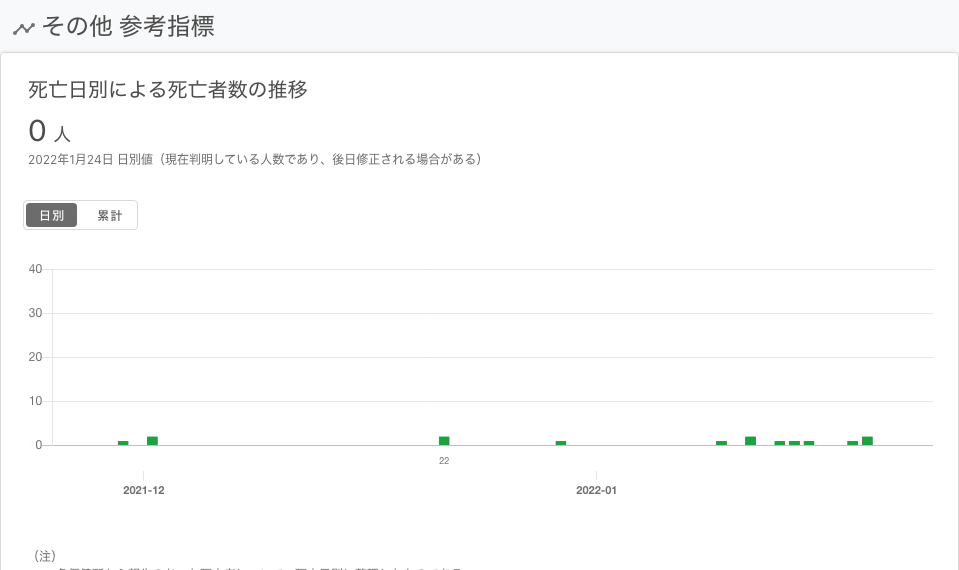 その他 参考指標
死亡日別による死亡者数の推移
0 人
2022年1月24日 日別値（現在判明している人数であり、後日修正される場合がある）
日別 累計
40
30
20
10
0
22
2021-12 2022-01
（注）